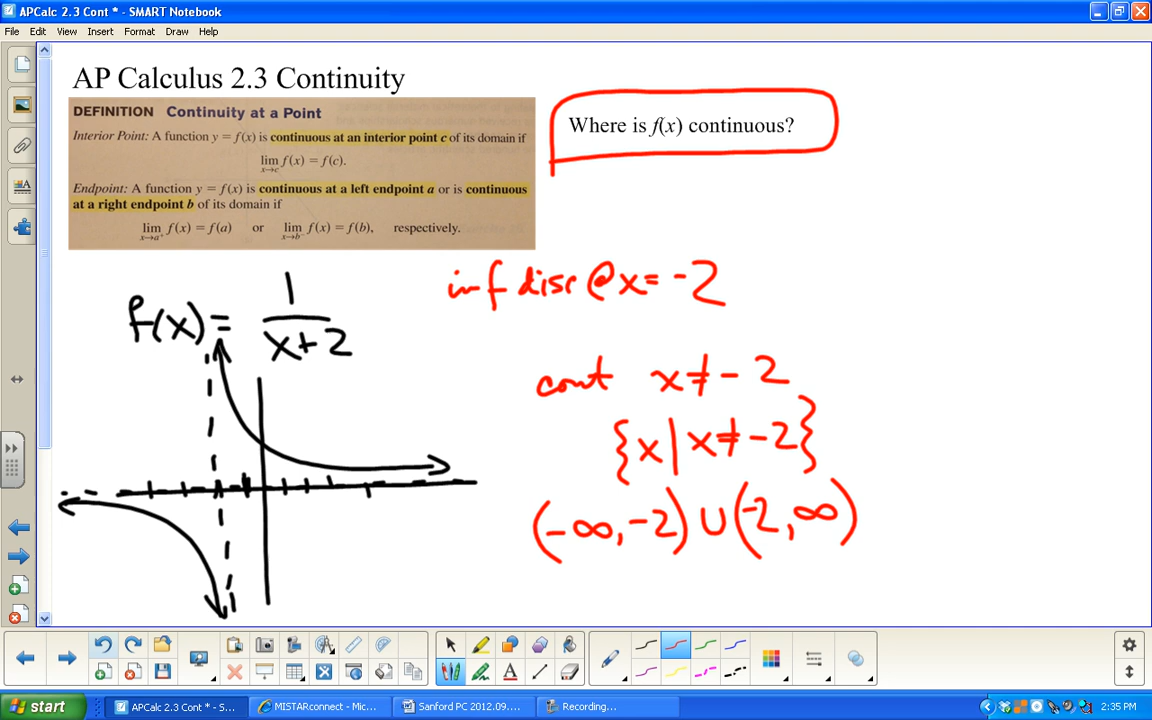 APCalc 2.3 Cont * - SMART Notebook
File Edit View Insert Format Draw Help
AP Calculus 2.3 Continuity
DEFINITION Continuity at a Point
Interior Point: A function y = f(x) is continuous at an interior point c of its domain if
lim f(x) = f(c).
x→c
Endpoint: A function y = f(x) is continuous at a left endpoint a or is continuous
at a right endpoint b of its domain if
lim f(x) = f(a) or lim f(x) = f(b), respectively.
x→a⁺ x→b⁻
Where is f(x) continuous?
f(x) = 1
x+2
inf disc @ x = -2
cont x ≠ -2
{x | x ≠ -2}
(-∞, -2) ∪ (-2, ∞)
start
APCalc 2.3 Cont * - S...
MISTARconnect - Mic...
Sanford PC 2012.09....
Recording...
2:35 PM